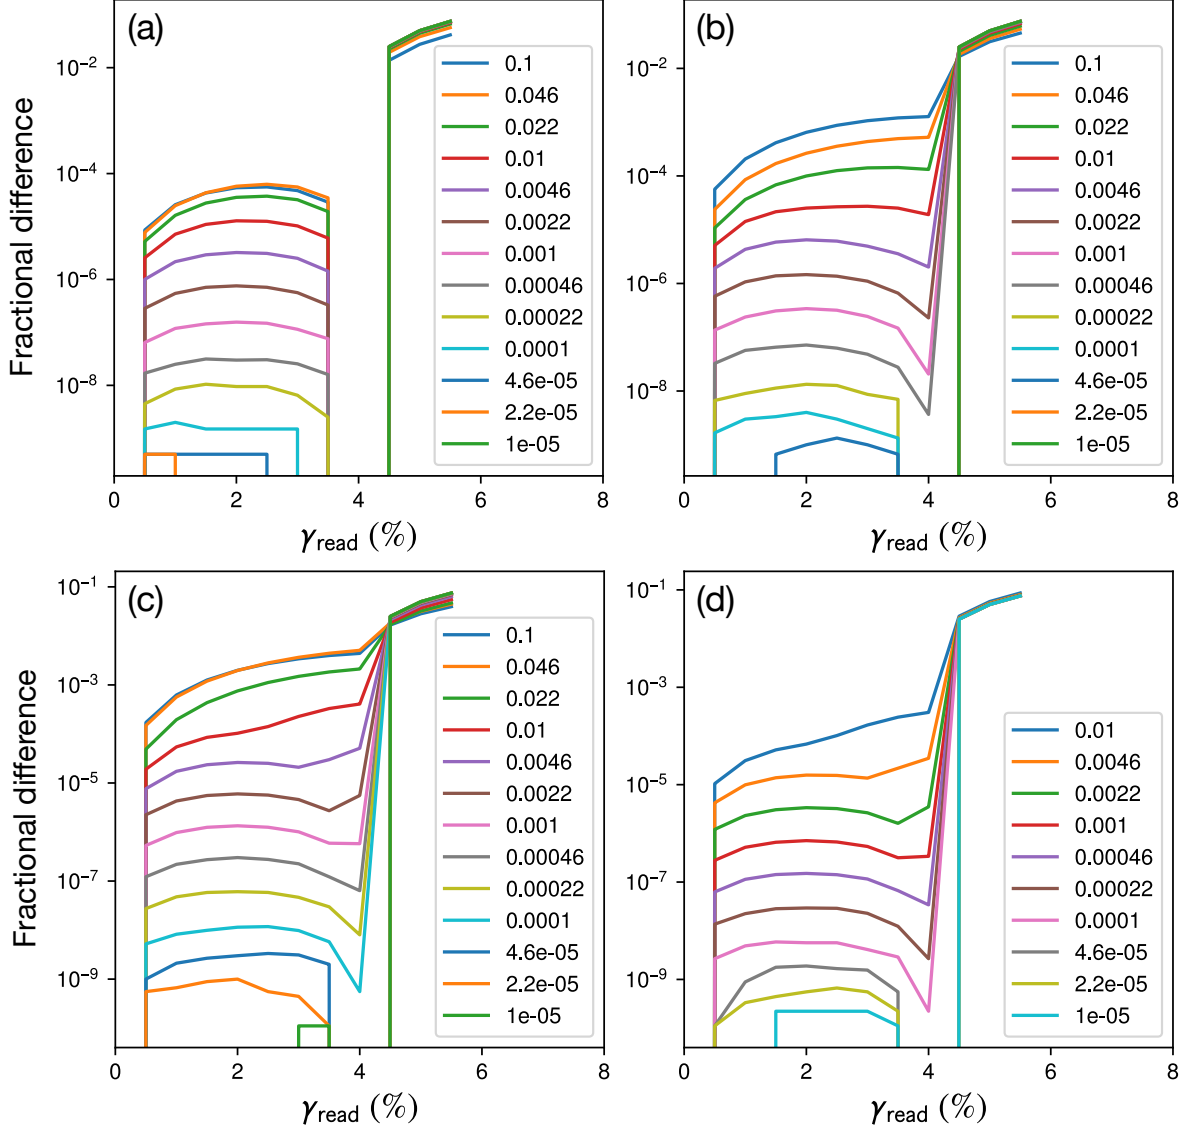 (a)
Fractional difference
10⁻²
10⁻⁴
10⁻⁶
10⁻⁸
0.1
0.046
0.022
0.01
0.0046
0.0022
0.001
0.00046
0.00022
0.0001
4.6e-05
2.2e-05
1e-05
0 2 4 6 8
γread (%)
(b)
10⁻²
10⁻⁴
10⁻⁶
10⁻⁸
0.1
0.046
0.022
0.01
0.0046
0.0022
0.001
0.00046
0.00022
0.0001
4.6e-05
2.2e-05
1e-05
0 2 4 6 8
γread (%)
(c)
Fractional difference
10⁻¹
10⁻³
10⁻⁵
10⁻⁷
10⁻⁹
0.1
0.046
0.022
0.01
0.0046
0.0022
0.001
0.00046
0.00022
0.0001
4.6e-05
2.2e-05
1e-05
0 2 4 6 8
γread (%)
(d)
10⁻¹
10⁻³
10⁻⁵
10⁻⁷
10⁻⁹
0.01
0.0046
0.0022
0.001
0.00046
0.00022
0.0001
4.6e-05
2.2e-05
1e-05
0 2 4 6 8
γread (%)